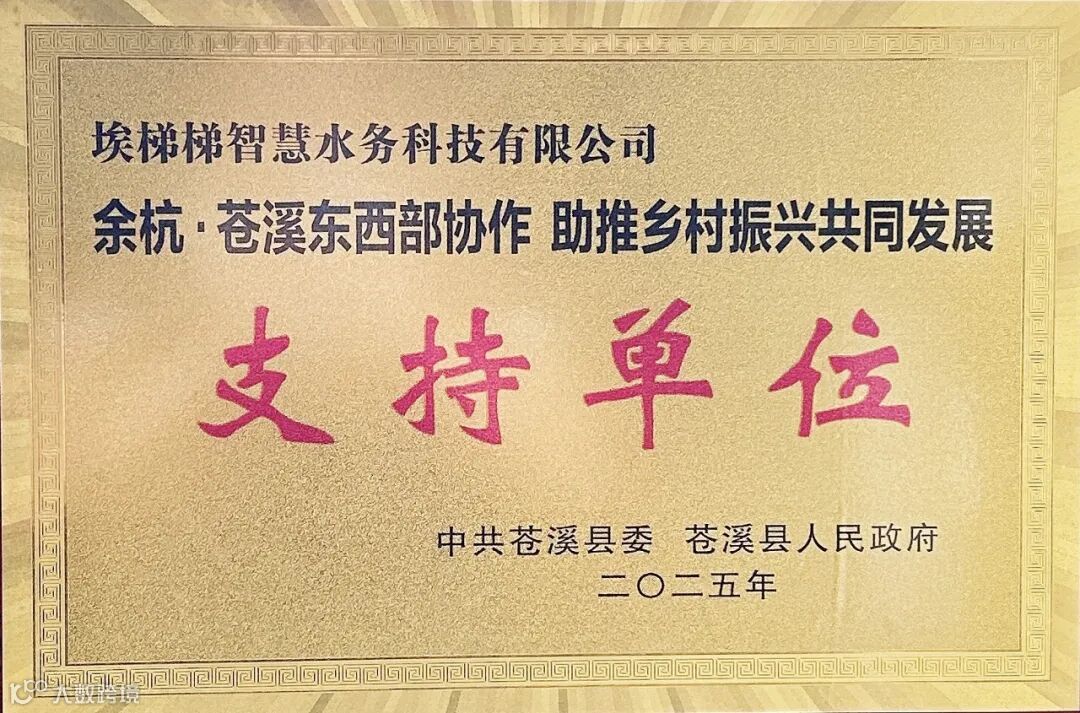 埃梯梯智慧水务科技有限公司
余杭·苍溪东西部协作 助推乡村振兴共同发展
支持单位
中共苍溪县委 苍溪县人民政府
二〇二五年
大数跨境